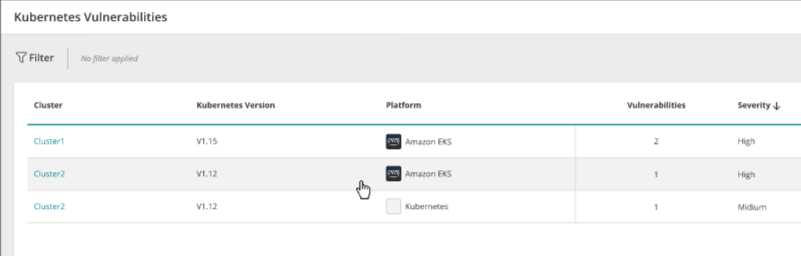 Kubernetes Vulnerabilities
Filter No filter applied
Cluster Kubernetes Version Platform Vulnerabilities Severity ↓
Cluster1 V1.15 Amazon EKS 2 High
Cluster2 V1.12 Amazon EKS 1 High
Cluster2 V1.12 Kubernetes 1 Midium